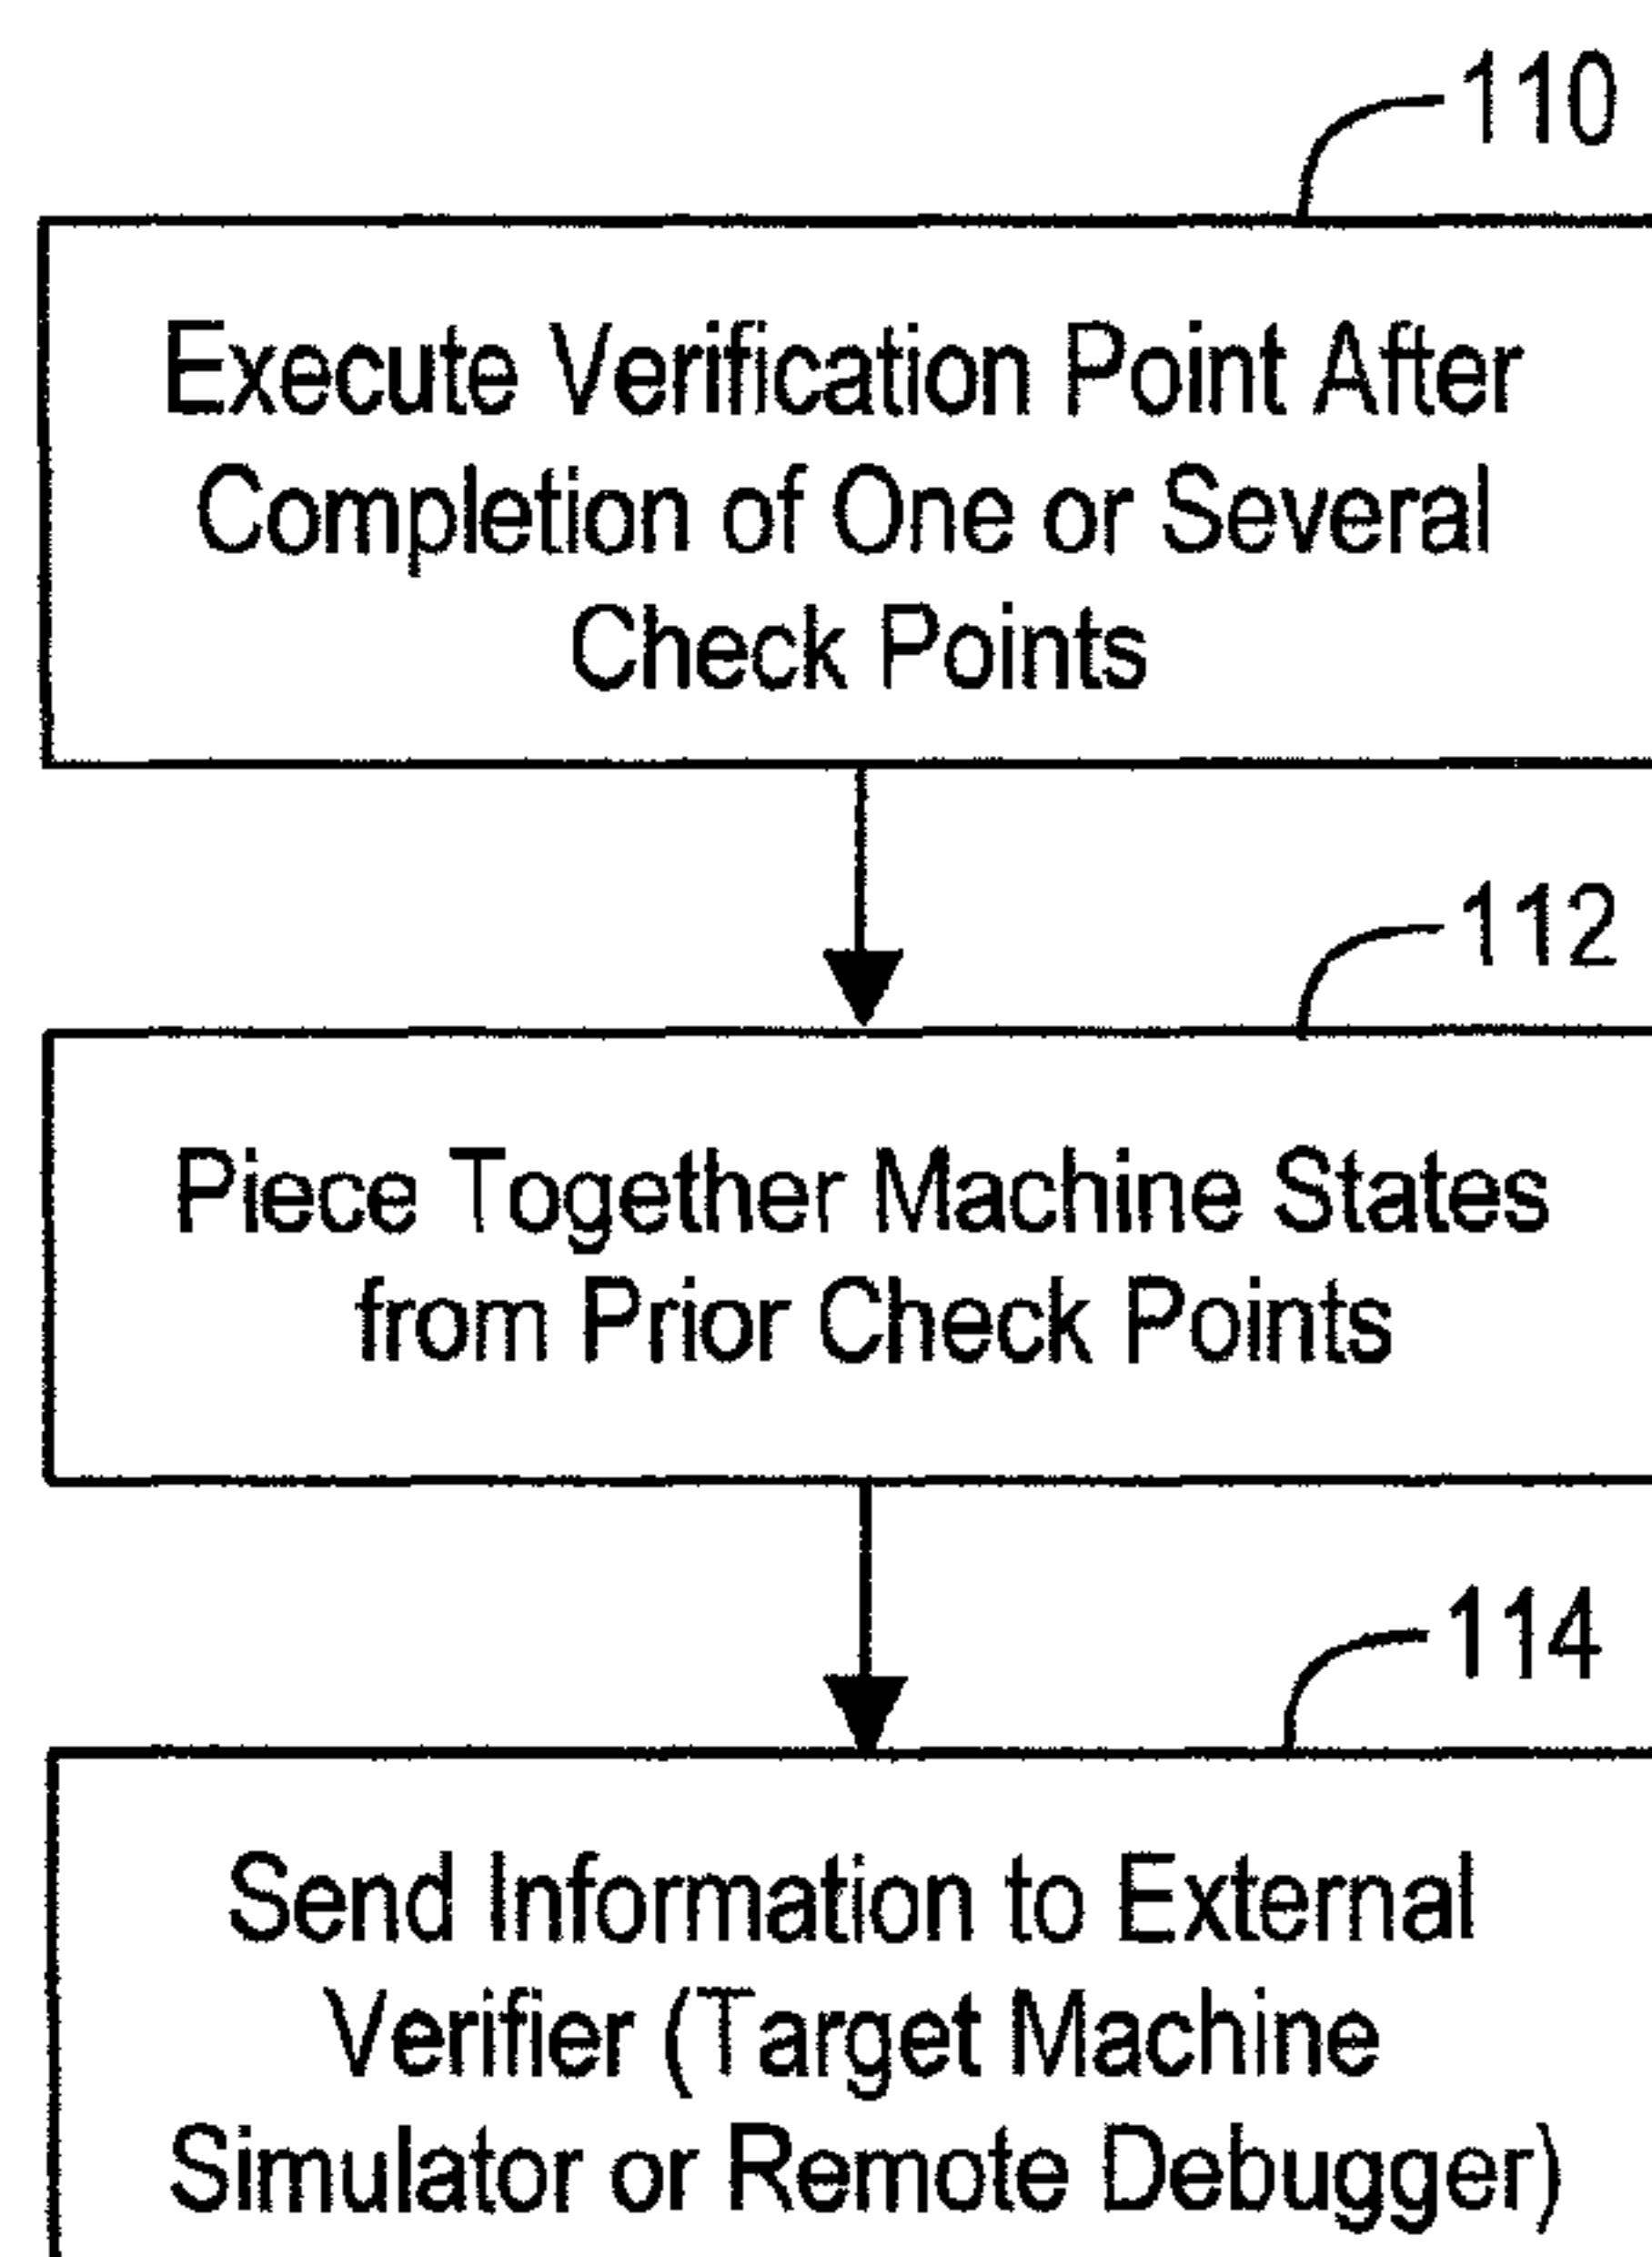 110
Execute Verification Point After
Completion of One or Several
Check Points
112
Piece Together Machine States
from Prior Check Points
114
Send Information to External
Verifier (Target Machine
Simulator or Remote Debugger)